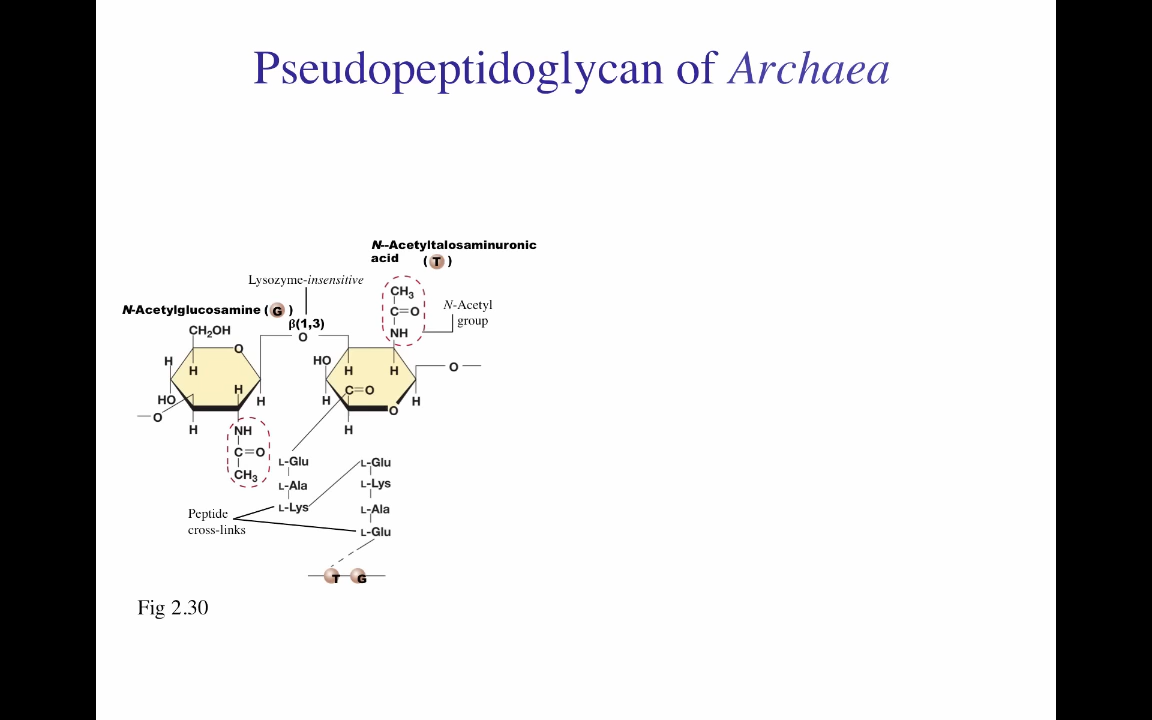 Pseudopeptidoglycan of Archaea
N--Acetyltalosaminuronic
acid ( T )
Lysozyme-insensitive
N-Acetylglucosamine ( G )
β(1,3)
CH3
C=O
NH
N-Acetyl
group
CH2OH
O
O
H
H
H
H
HO
O
HO
H
H
H
C=O
H
O
H
H
O
H
NH
C=O
CH3
L-Glu
L-Ala
L-Lys
L-Glu
L-Lys
L-Ala
L-Glu
Peptide
cross-links
T G
Fig 2.30